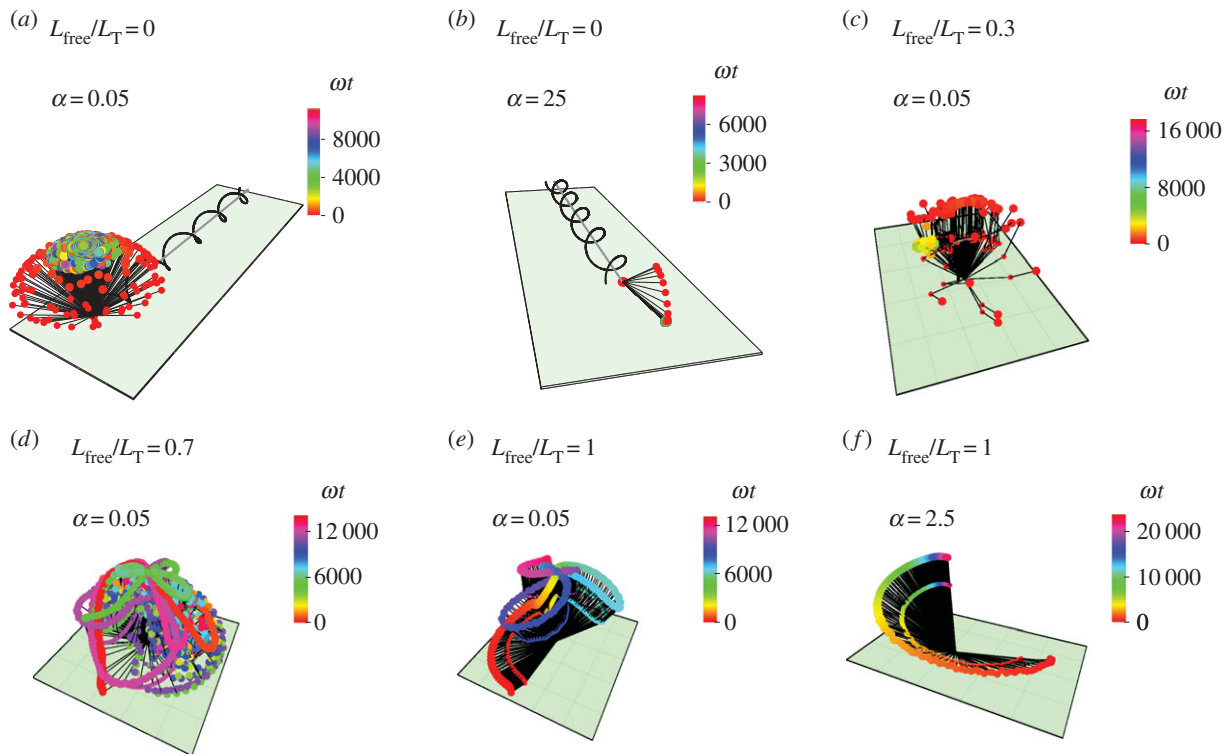 (a) L_free/L_T = 0
α = 0.05
ωt
8000
4000
0
(b) L_free/L_T = 0
α = 25
ωt
6000
3000
0
(c) L_free/L_T = 0.3
α = 0.05
ωt
16 000
8000
0
(d) L_free/L_T = 0.7
α = 0.05
ωt
12 000
6000
0
(e) L_free/L_T = 1
α = 0.05
ωt
12 000
6000
0
(f) L_free/L_T = 1
α = 2.5
ωt
20 000
10 000
0